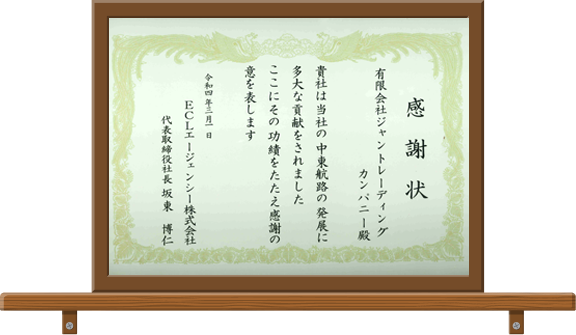 感謝状
有限会社ジャントレーディング
カンパニー殿
貴社は当社の中東航路の発展に
多大な貢献をされました
ここにその功績をたたえ感謝の
意を表します
令和四年三月一日
ECLエージェンシー株式会社
代表取締役社長 坂東 博仁